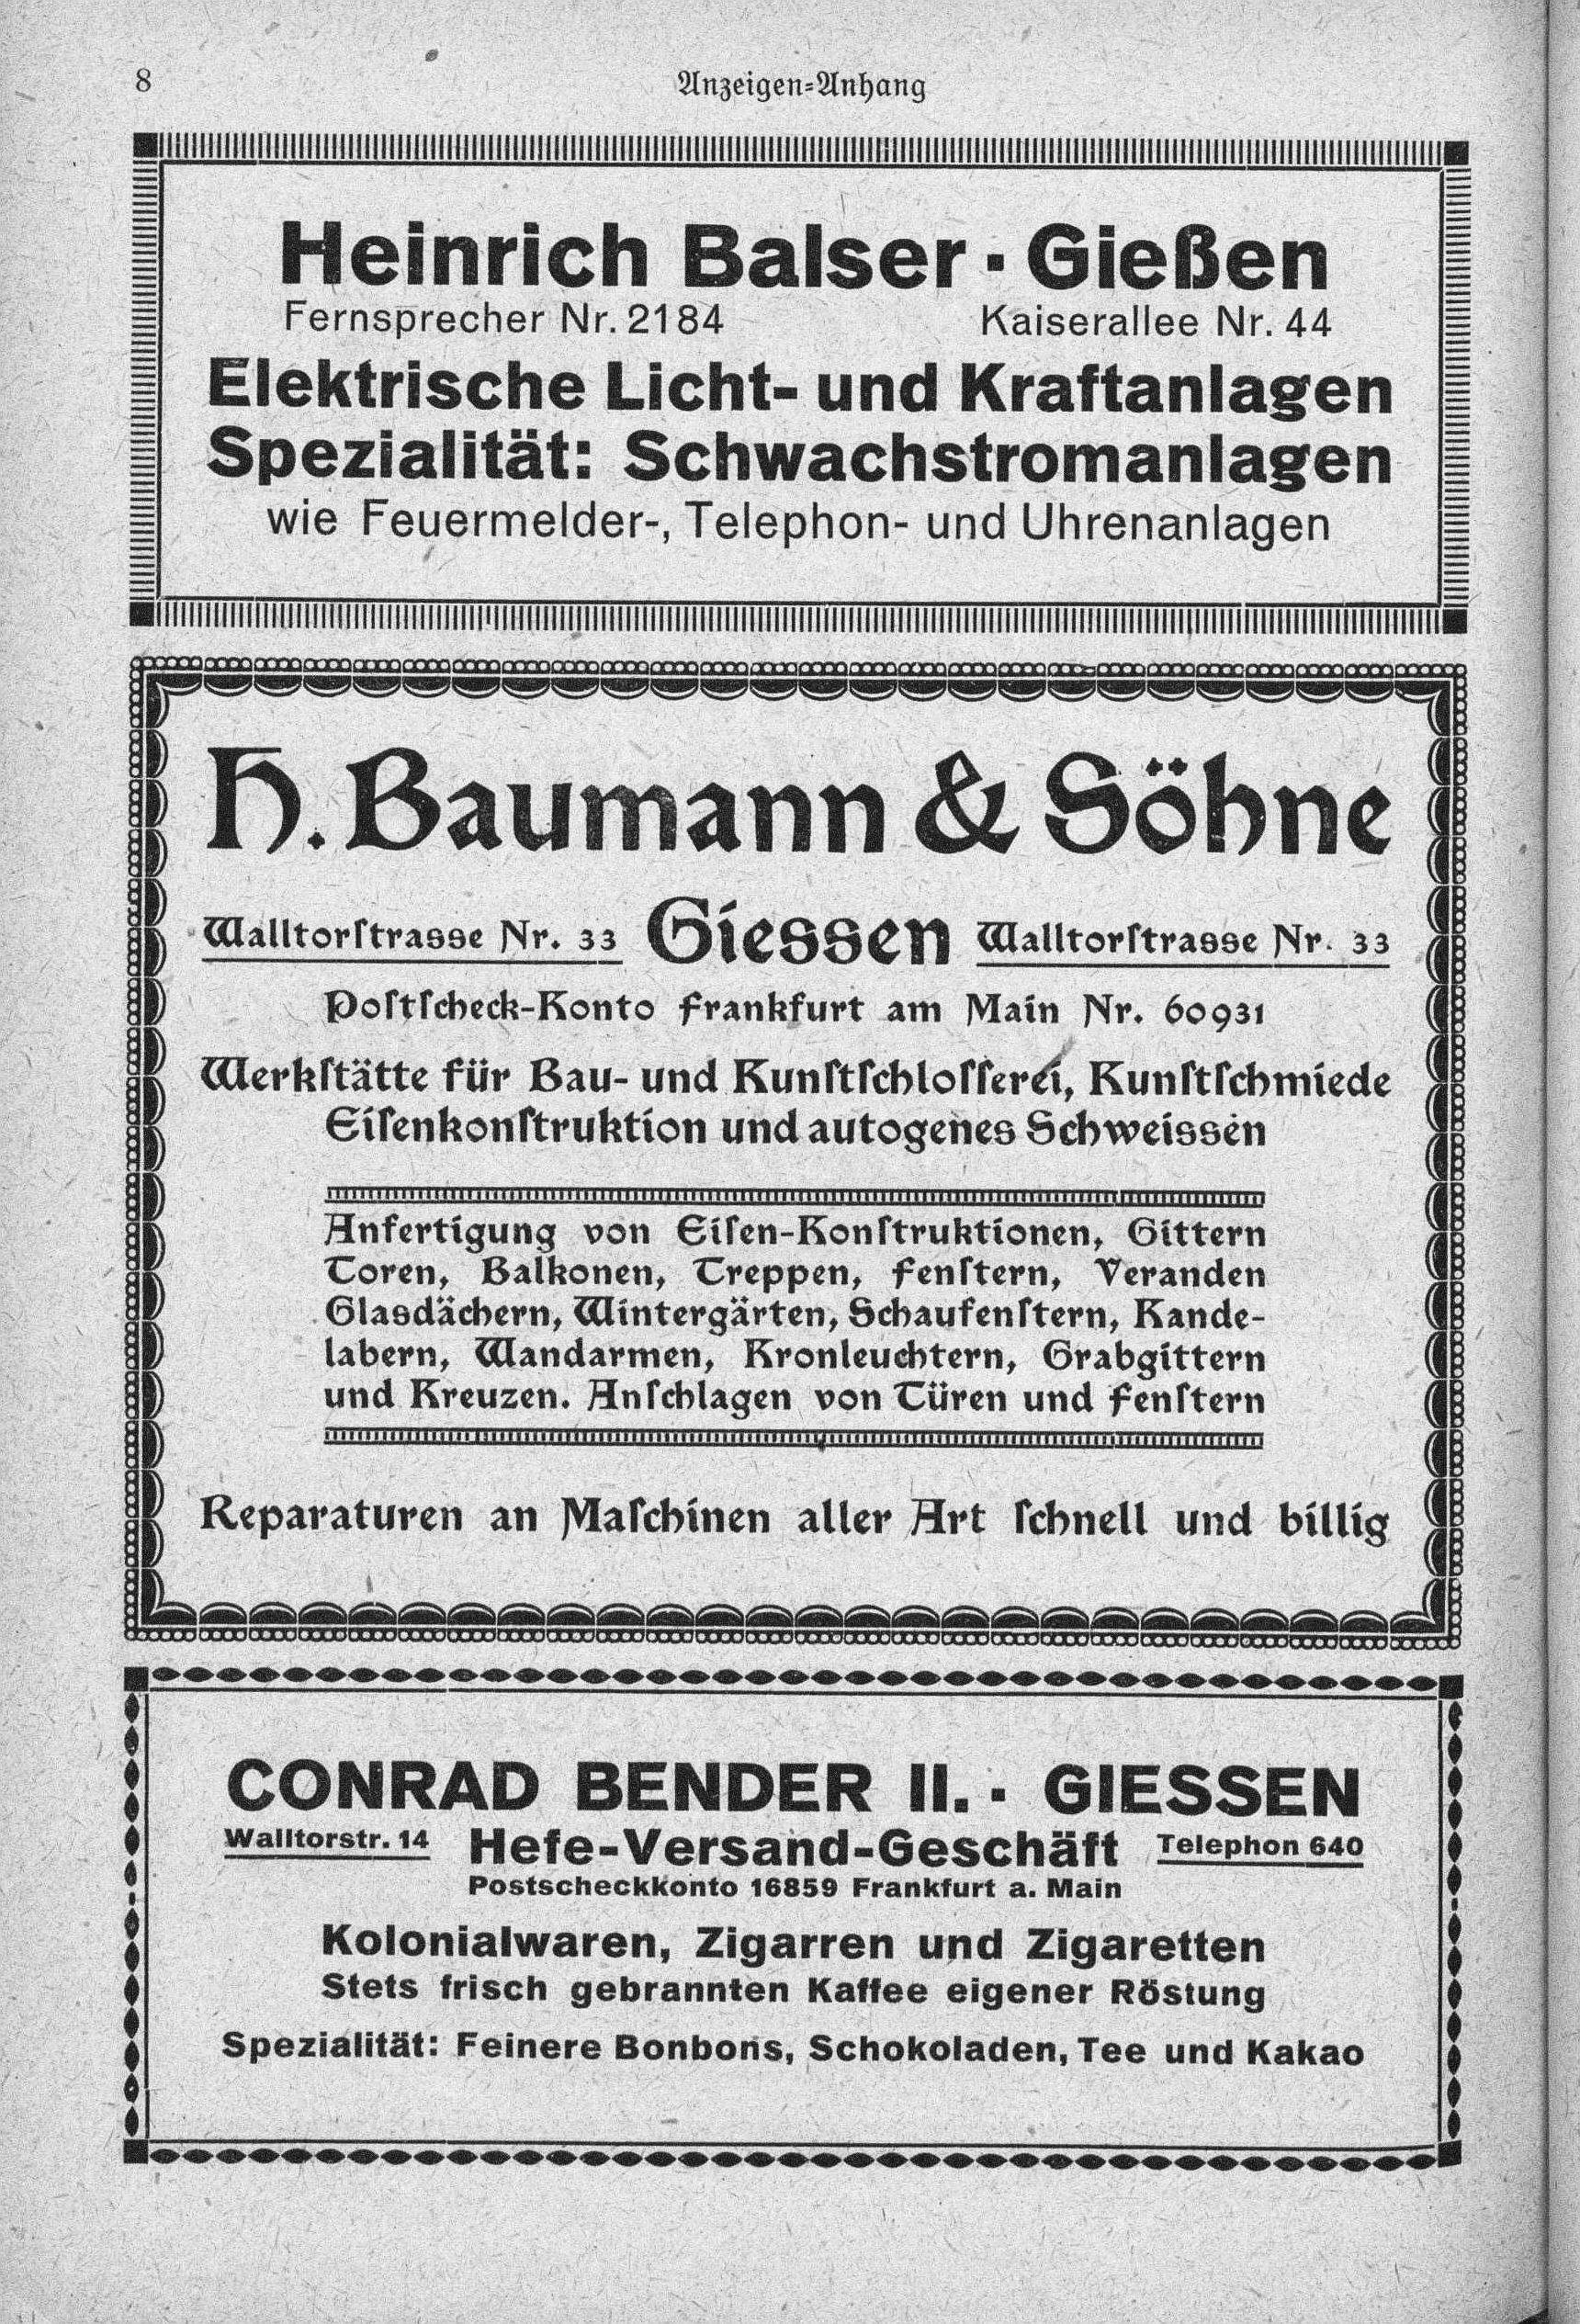 8
Anzeigen-Anhang
Heinrich Balser · Gießen
Fernsprecher Nr. 2184 Kaiserallee Nr. 44
Elektrische Licht- und Kraftanlagen
Spezialität: Schwachstromanlagen
wie Feuermelder-, Telephon- und Uhrenanlagen
H. Baumann & Söhne
Walltorſtrasse Nr. 33 Giessen Walltorſtrasse Nr. 33
Poſtſcheck-Konto Frankfurt am Main Nr. 60931
Werkſtätte für Bau- und Kunſtſchloſſerei, Kunſtſchmiede
Eiſenkonſtruktion und autogenes Schweissen
Anfertigung von Eiſen-Konſtruktionen, Gittern
Toren, Balkonen, Treppen, Fenſtern, Veranden
Glasdächern, Wintergärten, Schaufenſtern, Kande-
labern, Wandarmen, Kronleuchtern, Grabgittern
und Kreuzen. Anſchlagen von Türen und Fenſtern
Reparaturen an Maſchinen aller Art ſchnell und billig
CONRAD BENDER II. · GIESSEN
Walltorstr. 14 Hefe-Versand-Geschäft Telephon 640
Postscheckkonto 16859 Frankfurt a. Main
Kolonialwaren, Zigarren und Zigaretten
Stets frisch gebrannten Kaffee eigener Röstung
Spezialität: Feinere Bonbons, Schokoladen, Tee und Kakao